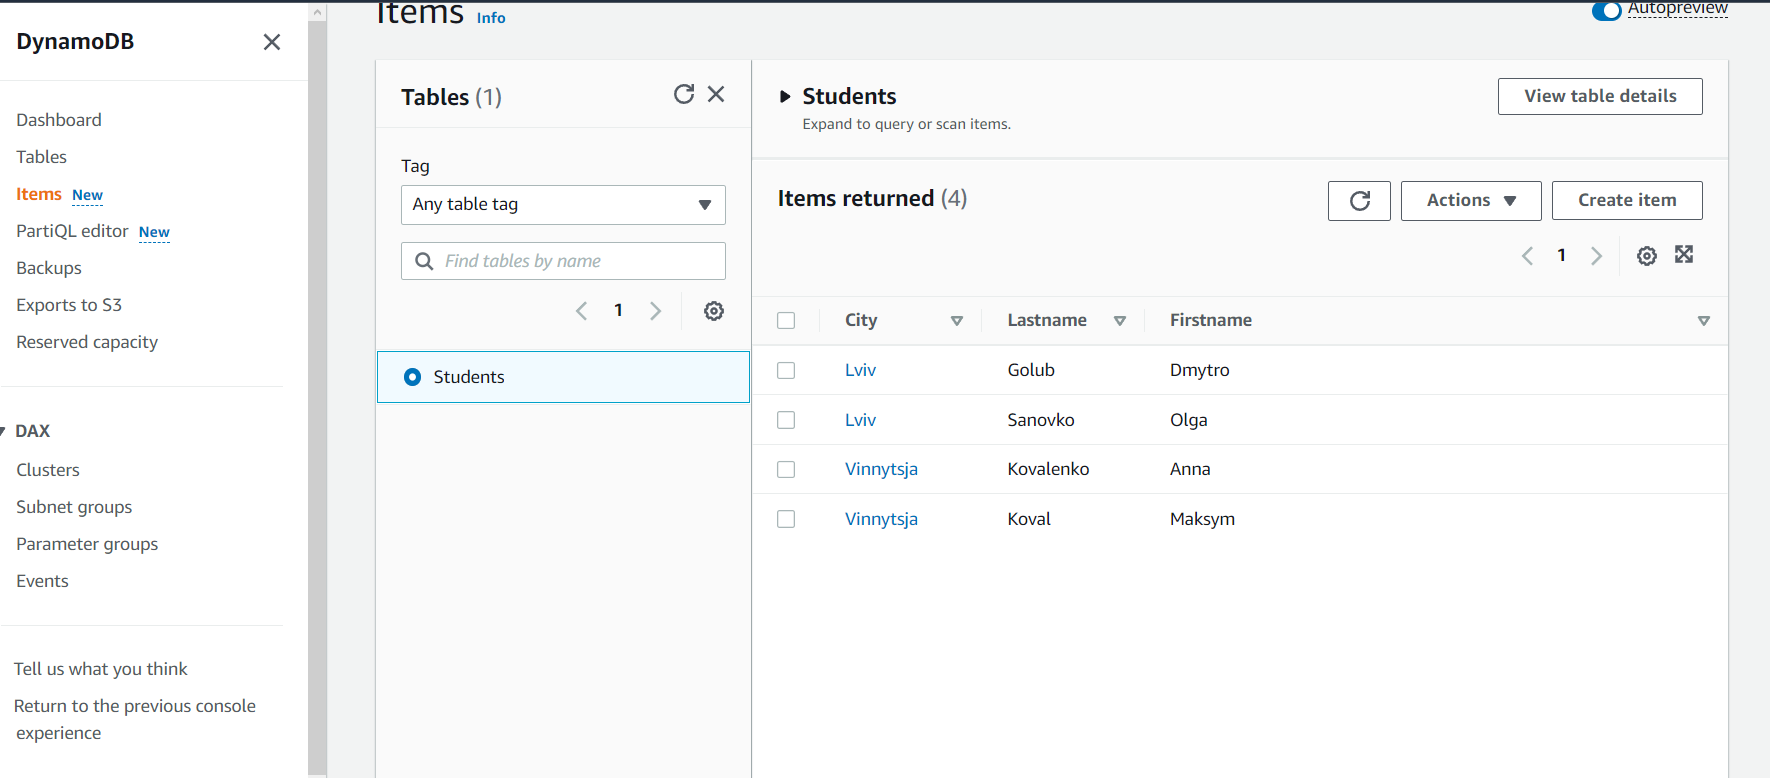 DynamoDB
Dashboard
Tables
Items New
PartiQL editor New
Backups
Exports to S3
Reserved capacity
DAX
Clusters
Subnet groups
Parameter groups
Events
Tell us what you think
Return to the previous console
experience
Items Info
Autopreview
Tables (1)
Tag
Any table tag
Find tables by name
1
Students
Students
Expand to query or scan items.
View table details
Items returned (4)
Actions
Create item
1
City Lastname Firstname
Lviv Golub Dmytro
Lviv Sanovko Olga
Vinnytsja Kovalenko Anna
Vinnytsja Koval Maksym